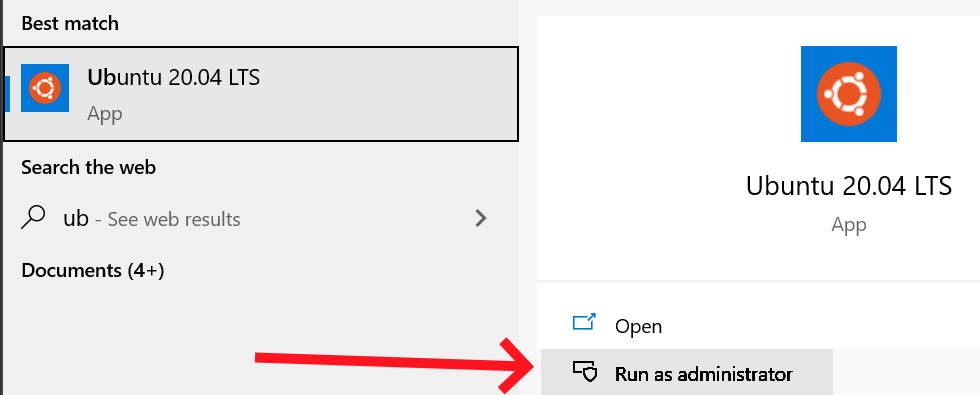 Best match
Ubuntu 20.04 LTS
App
Search the web
ub - See web results
Documents (4+)
Ubuntu 20.04 LTS
App
Open
Run as administrator